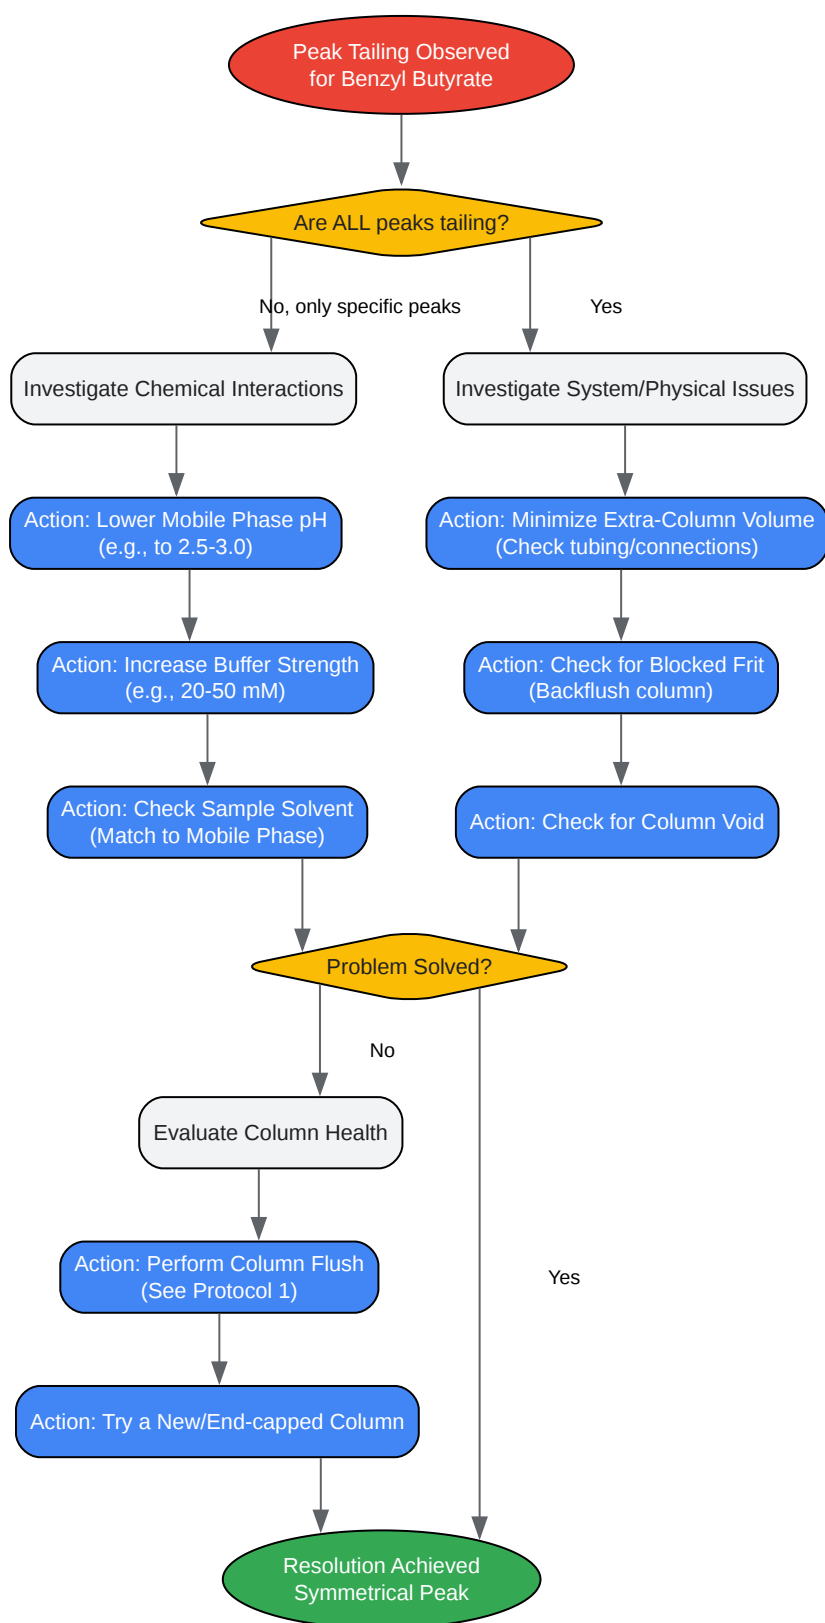 Peak Tailing Observed
for Benzyl Butyrate
Are ALL peaks tailing?
No, only specific peaks
Yes
Investigate Chemical Interactions
Investigate System/Physical Issues
Action: Lower Mobile Phase pH
(e.g., to 2.5-3.0)
Action: Minimize Extra-Column Volume
(Check tubing/connections)
Action: Increase Buffer Strength
(e.g., 20-50 mM)
Action: Check for Blocked Frit
(Backflush column)
Action: Check Sample Solvent
(Match to Mobile Phase)
Action: Check for Column Void
Problem Solved?
No
Evaluate Column Health
Action: Perform Column Flush
(See Protocol 1)
Yes
Action: Try a New/End-capped Column
Resolution Achieved
Symmetrical Peak